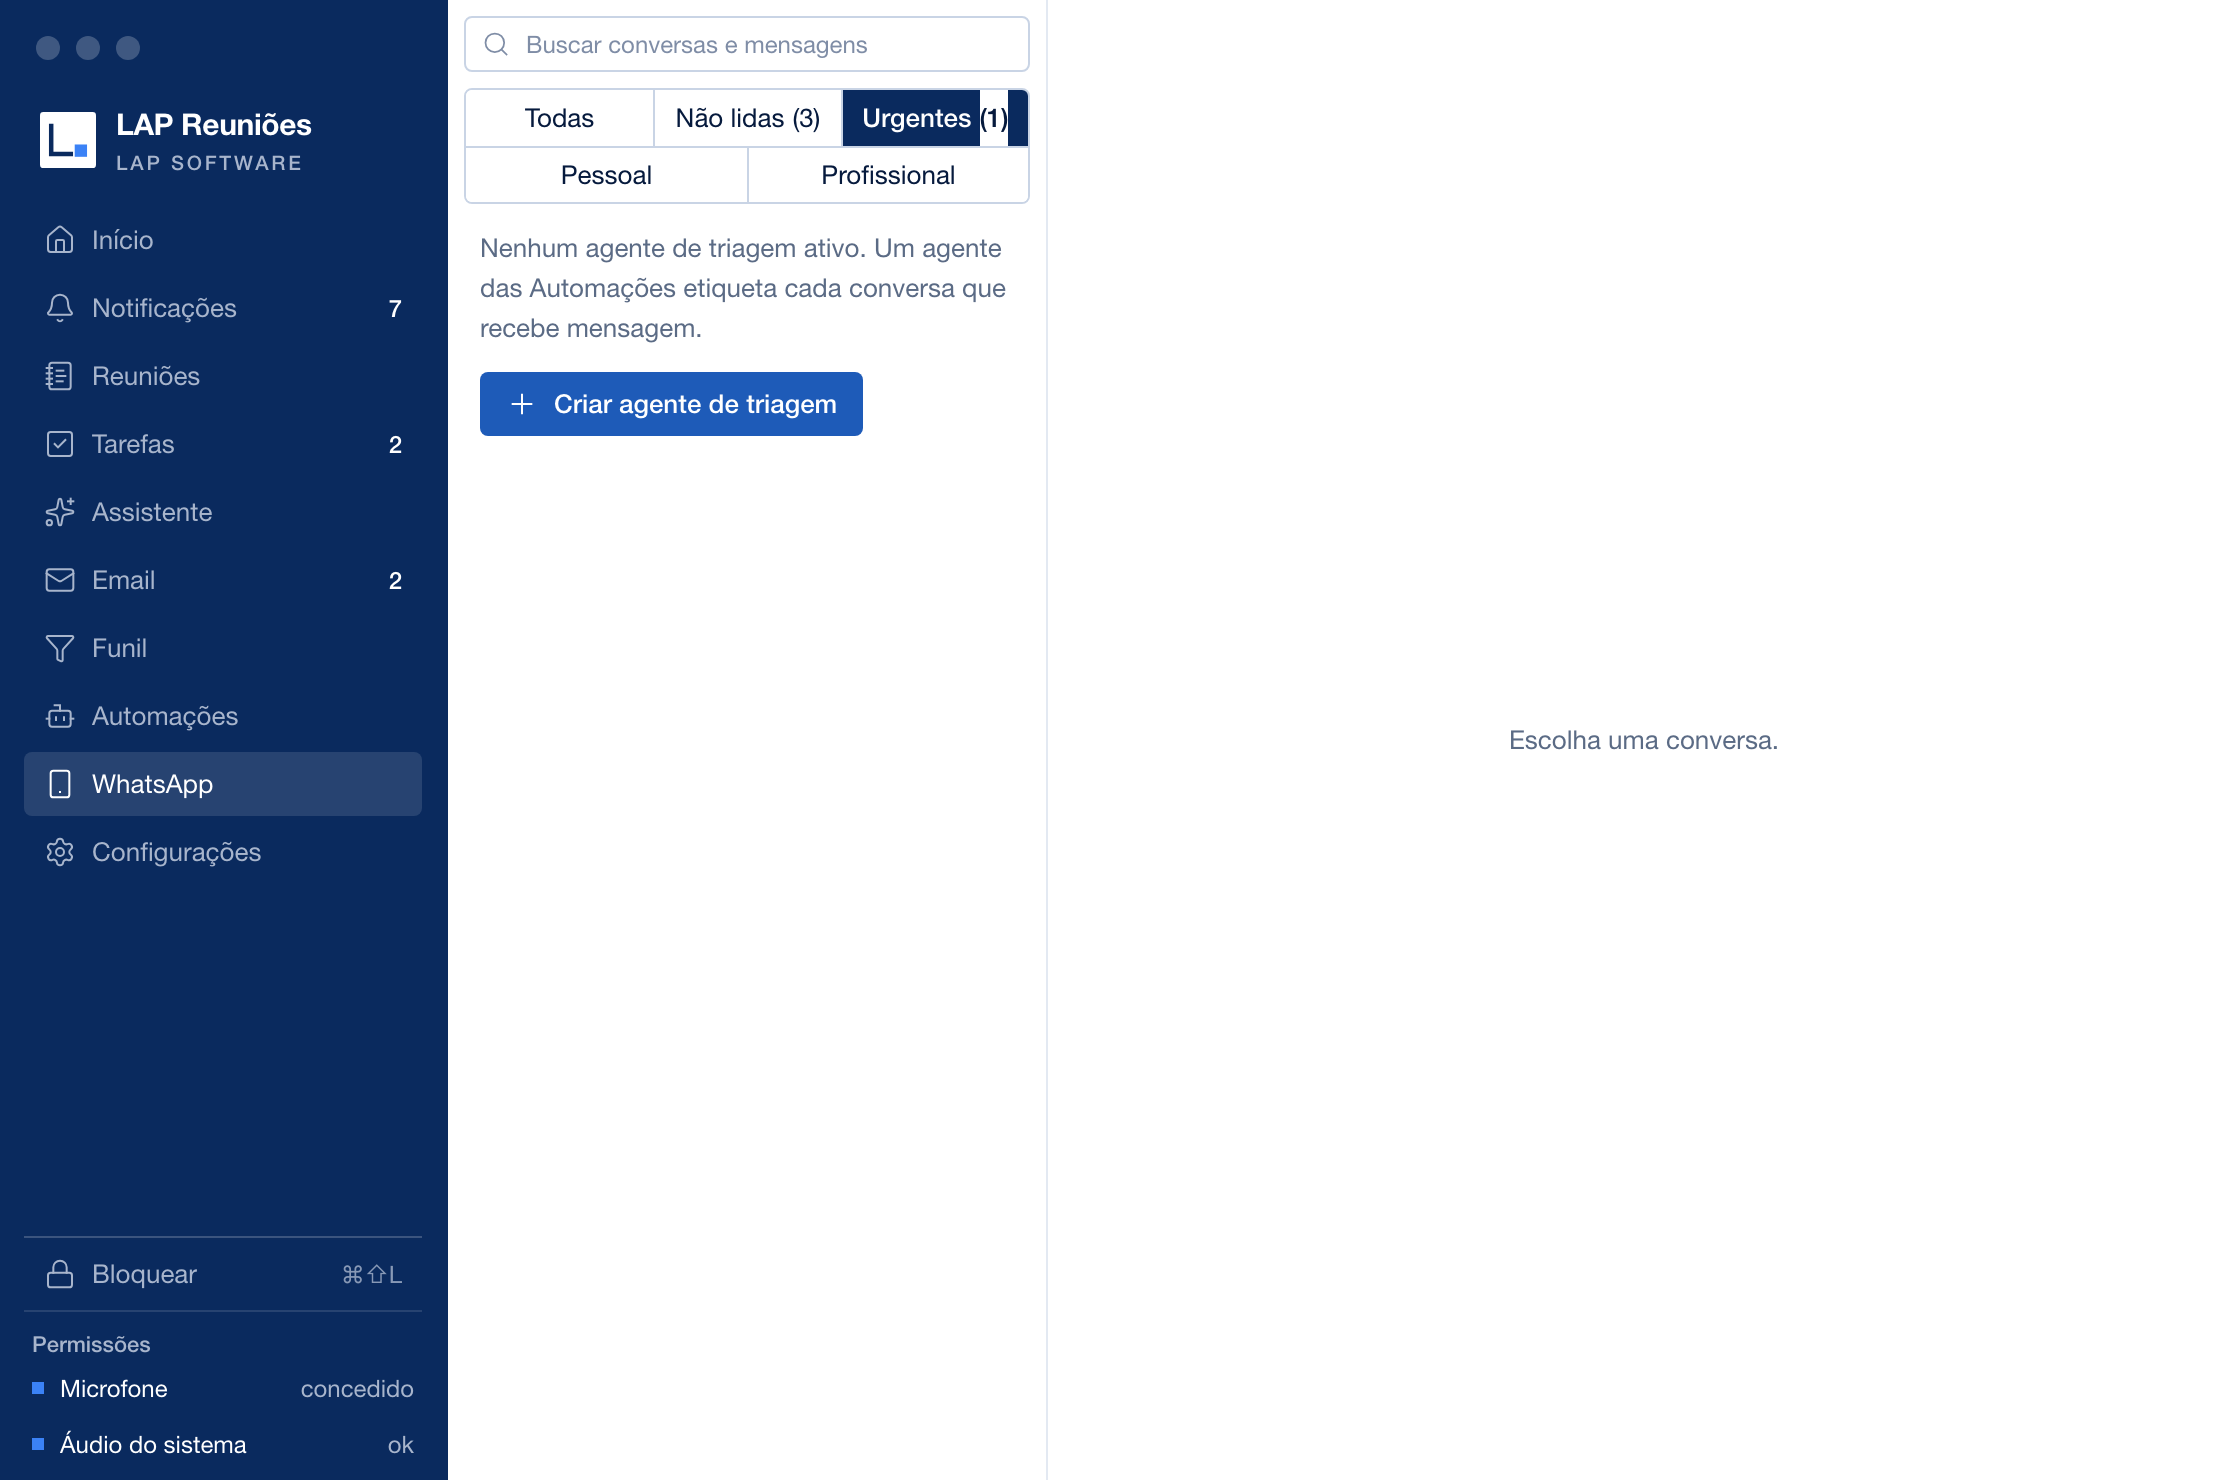 LAP Reuniões
LAP SOFTWARE
Início
Notificações 7
Reuniões
Tarefas 2
Assistente
Email 2
Funil
Automações
WhatsApp
Configurações
Bloquear ⌘⇧L
Permissões
Microfone concedido
Áudio do sistema ok
Buscar conversas e mensagens
Todas Não lidas (3) Urgentes (1)
Pessoal Profissional
Nenhum agente de triagem ativo. Um agente
das Automações etiqueta cada conversa que
recebe mensagem.
Criar agente de triagem
Escolha uma conversa.